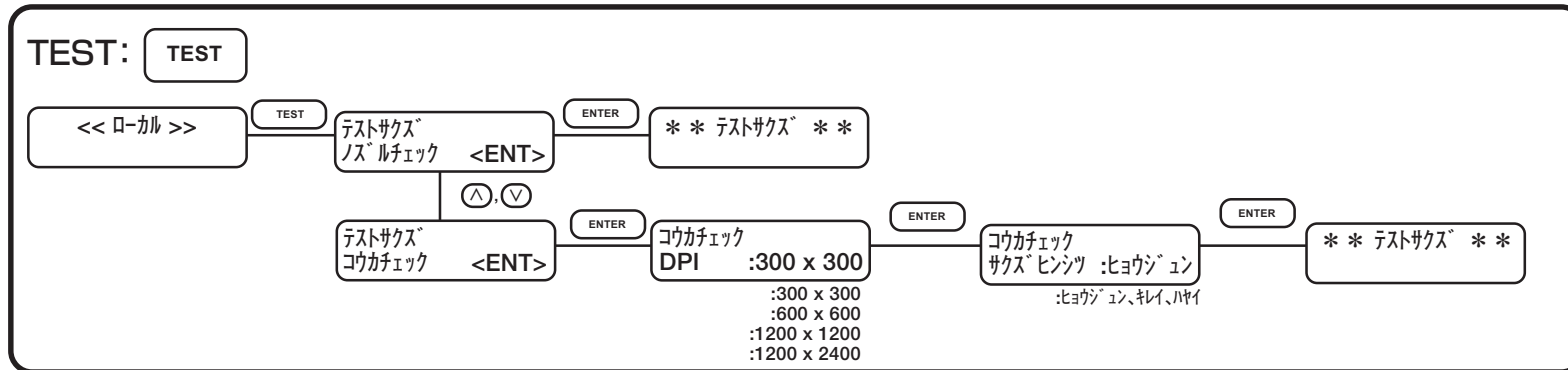 TEST: TEST
<< ﾛｰｶﾙ >>
TEST
ﾃｽﾄｻｸｽﾞ
ﾉｽﾞﾙﾁｪｯｸ <ENT>
ENTER
＊＊ ﾃｽﾄｻｸｽﾞ ＊＊
∧,∨
ﾃｽﾄｻｸｽﾞ
ｺｳｶﾁｪｯｸ <ENT>
ENTER
ｺｳｶﾁｪｯｸ
DPI :300 x 300
:300 x 300
:600 x 600
:1200 x 1200
:1200 x 2400
ENTER
ｺｳｶﾁｪｯｸ
ｻｸｽﾞﾋﾝｼﾂ :ﾋｮｳｼﾞｭﾝ
:ﾋｮｳｼﾞｭﾝ､ｷﾚｲ､ﾊﾔｲ
ENTER
＊＊ ﾃｽﾄｻｸｽﾞ ＊＊